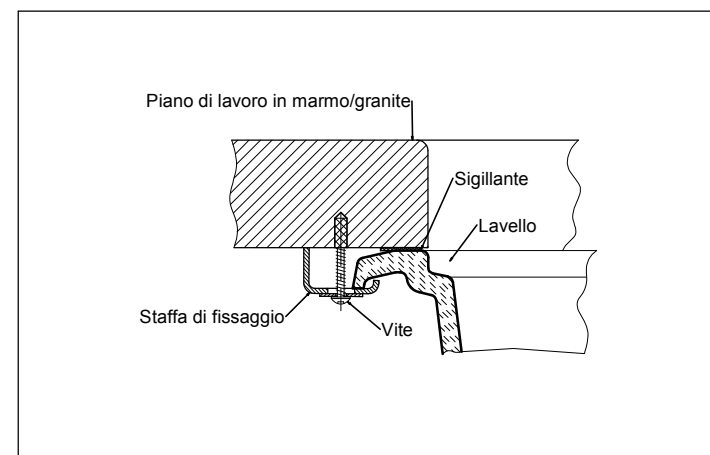 Piano di lavoro in marmo/granite
Sigillante
Lavello
Staffa di fissaggio
Vite